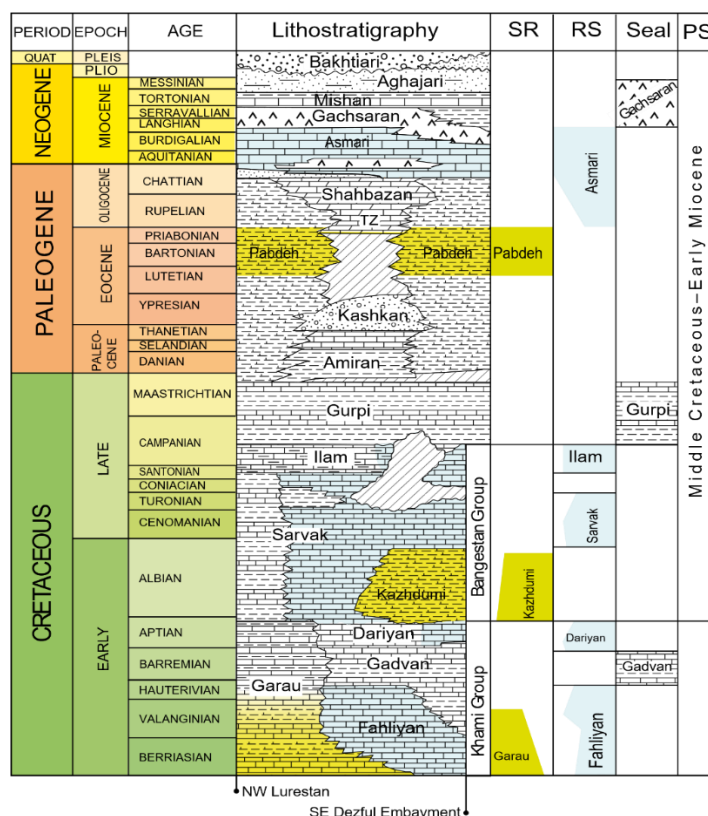 PERIOD EPOCH AGE Lithostratigraphy SR RS Seal PS
QUAT PLEIS Bakhtiari
PLIO
NEOGENE MIOCENE MESSINIAN Aghajari Gachsaran
TORTONIAN Mishan
SERRAVALLIAN Gachsaran
LANGHIAN
BURDIGALIAN Asmari Asmari
AQUITANIAN
PALEOGENE OLIGOCENE CHATTIAN Shahbazan
RUPELIAN TZ
EOCENE PRIABONIAN
BARTONIAN Pabdeh Pabdeh Pabdeh
LUTETIAN
YPRESIAN Kashkan
PALEO-
CENE
THANETIAN
SELANDIAN
DANIAN Amiran
Middle Cretaceous–Early Miocene
CRETACEOUS LATE MAASTRICHTIAN Gurpi Gurpi
CAMPANIAN Ilam Ilam
SANTONIAN
CONIACIAN
TURONIAN
CENOMANIAN Sarvak Sarvak
Bangestan Group
EARLY ALBIAN Kazhdumi Kazhdumi
APTIAN Dariyan Dariyan
BARREMIAN Gadvan Gadvan
HAUTERIVIAN Garau
Khami Group
VALANGINIAN Fahliyan Fahliyan
BERRIASIAN Garau
NW Lurestan
SE Dezful Embayment